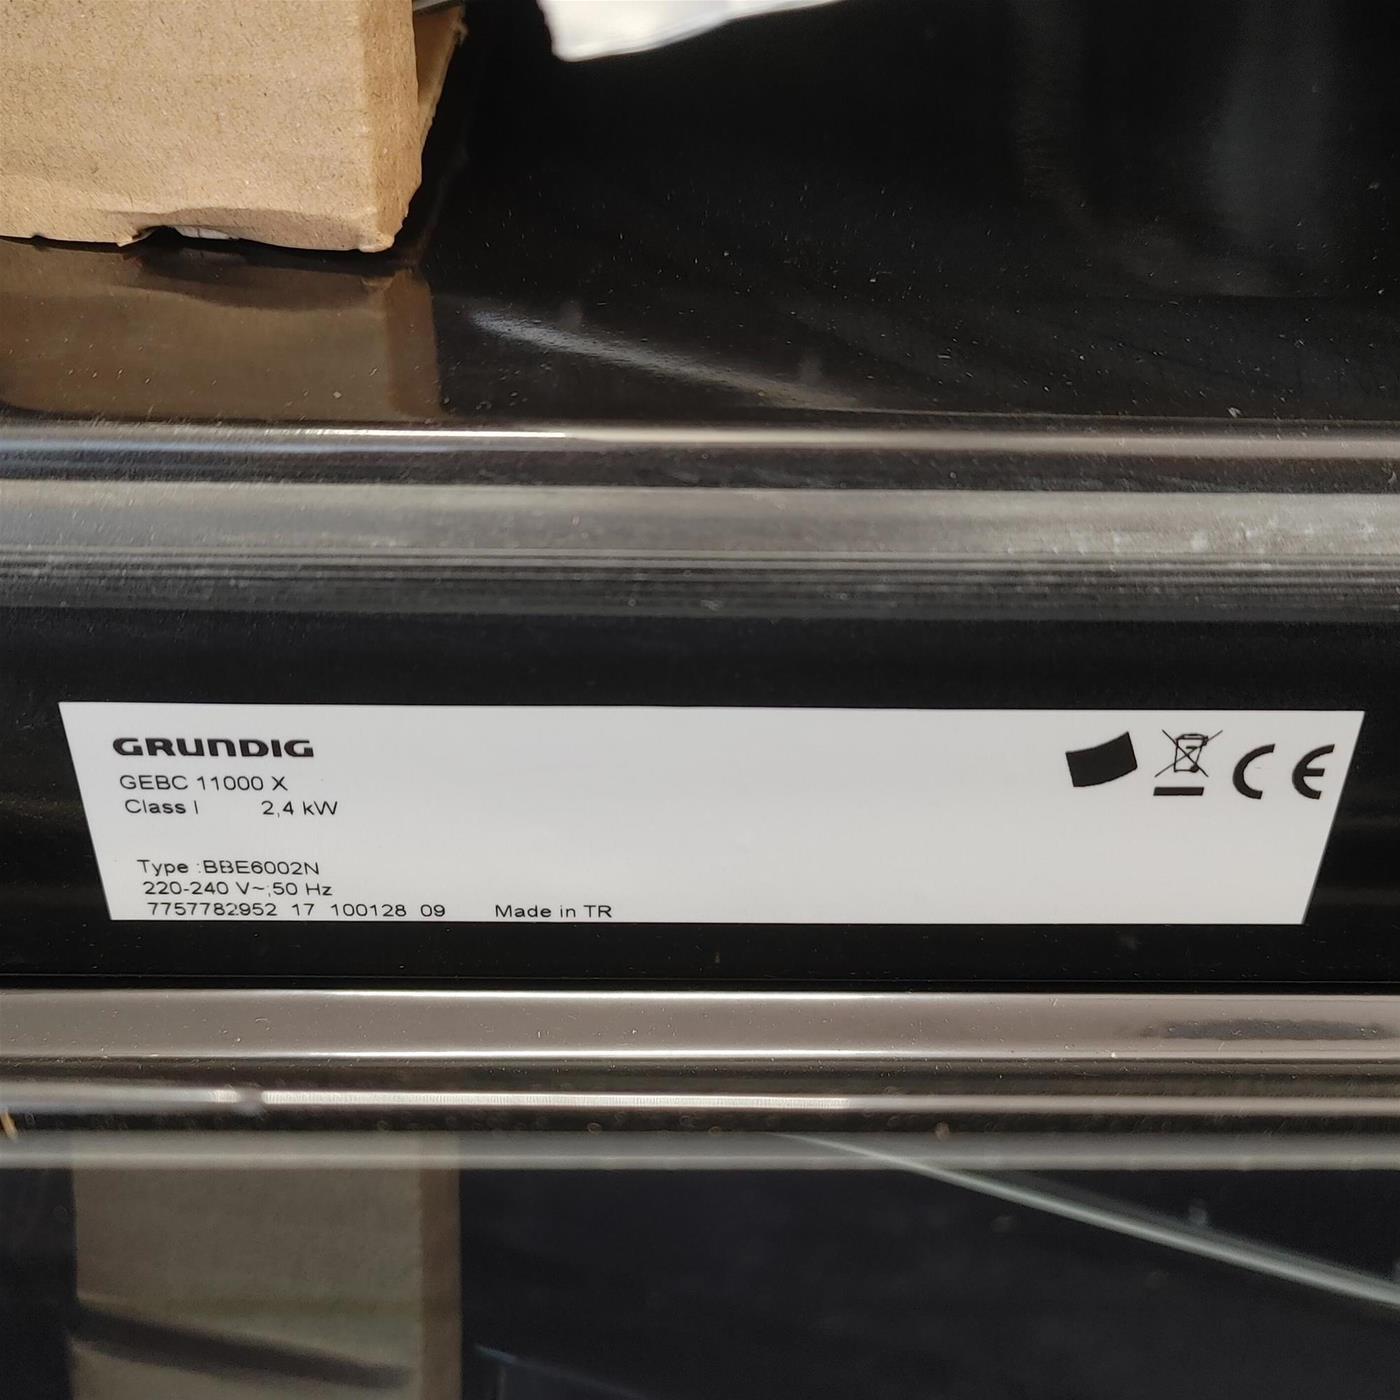 GRUNDIG
GEBC 11000 X
Class I 2,4 kW
Type :BBE6002N
220-240 V~;50 Hz
7757782952 17 100128 09 Made in TR
CE